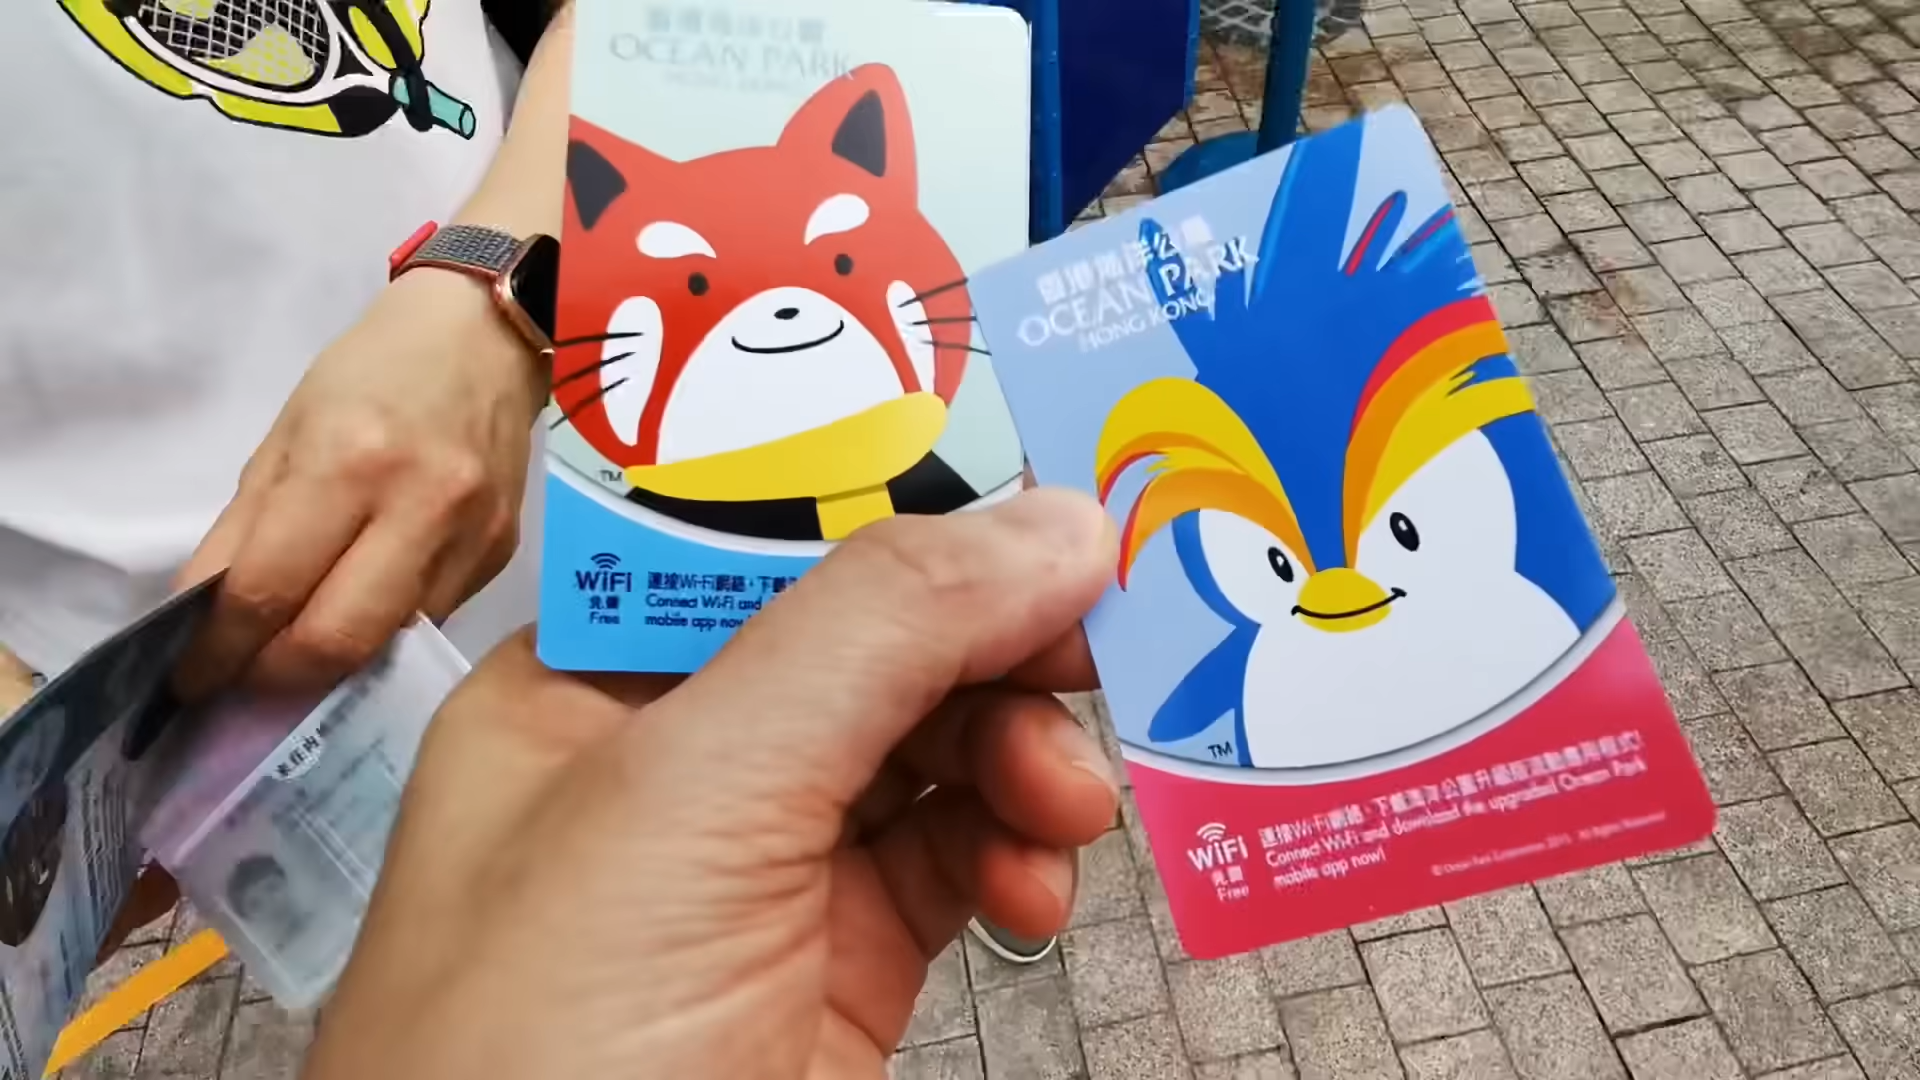 香港海洋公園
OCEAN PARK
HONG KONG
TM
WiFi
免費
Free
連接Wi-Fi網絡，下載
Connect Wi-Fi and
mobile app now!
香港海洋公園
OCEAN PARK
HONG KONG
TM
WiFi
免費
Free
連接Wi-Fi網絡，下載海洋公園升級版流動應用程式!
Connect Wi-Fi and download the upgraded Ocean Park
mobile app now!
來往內